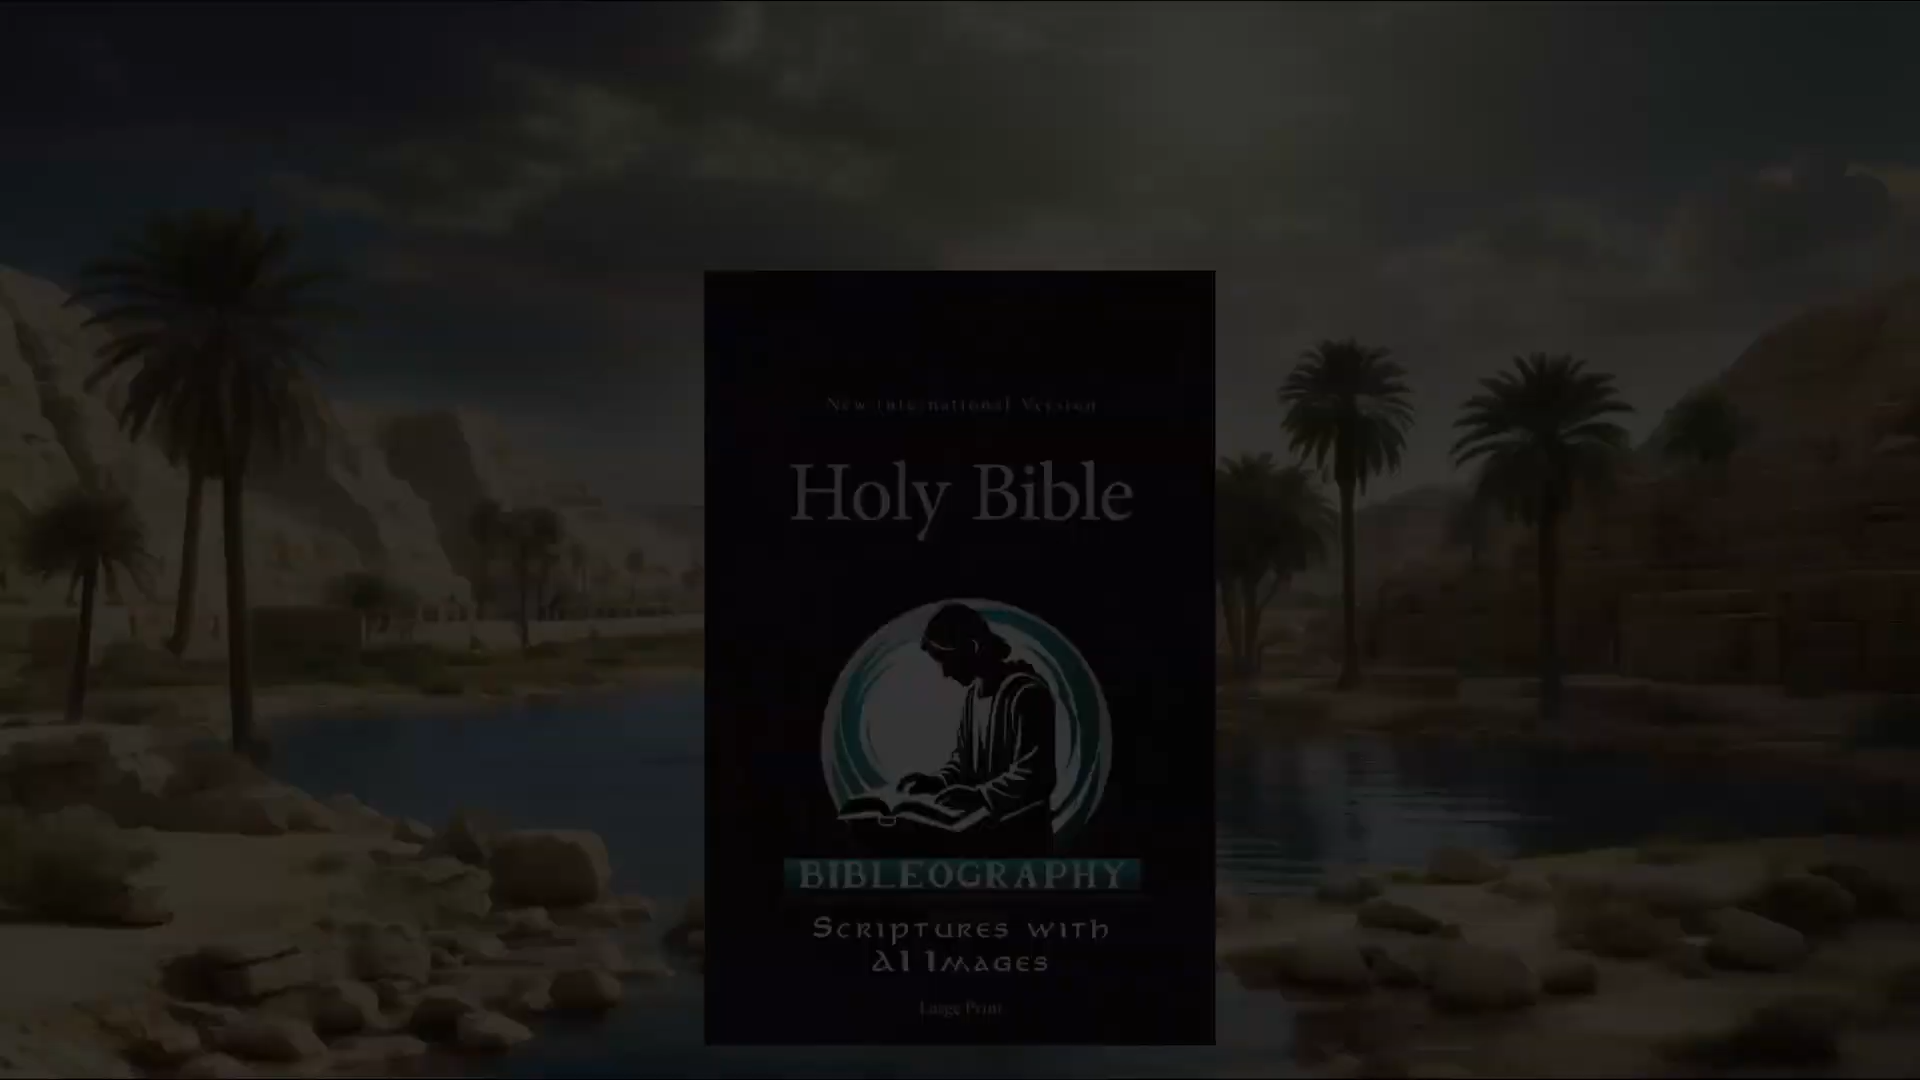 New International Version
Holy Bible
BIBLEOGRAPHY
SCRIPTURES WITH
AI IMAGES
Large Print